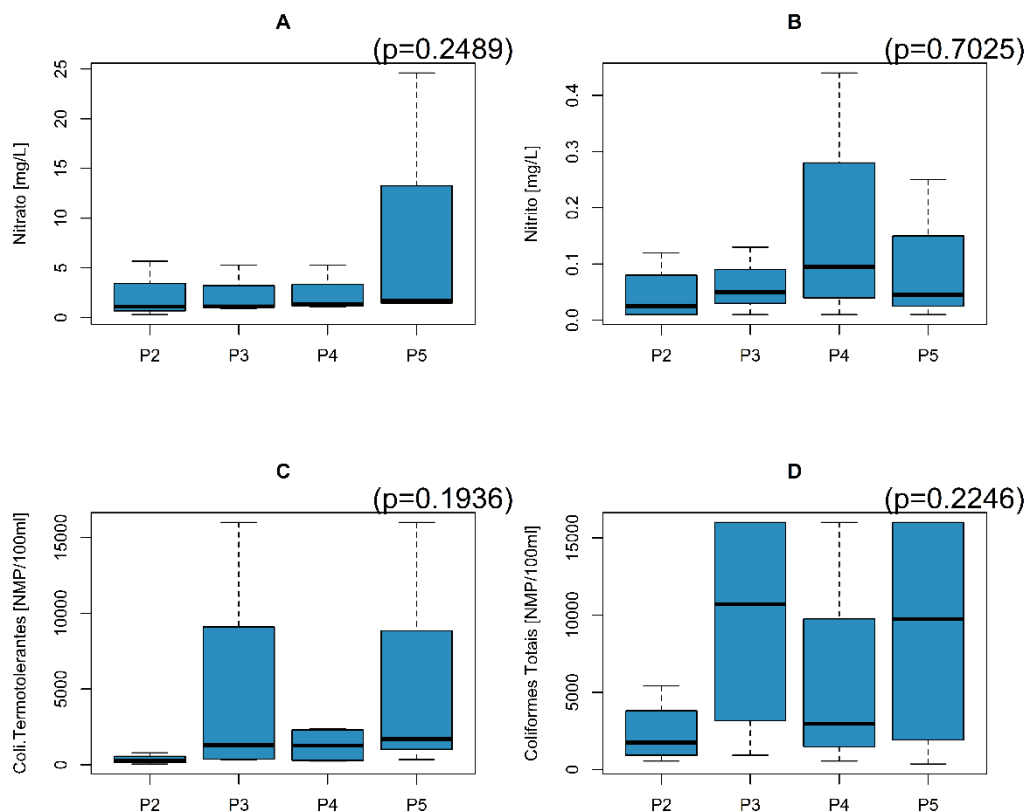 A
(p=0.2489)
Nitrato [mg/L]
25
20
15
10
5
0
P2 P3 P4 P5
B
(p=0.7025)
Nitrito [mg/L]
0.4
0.3
0.2
0.1
0.0
P2 P3 P4 P5
C
(p=0.1936)
Coli.Termotolerantes [NMP/100ml]
15000
10000
5000
0
P2 P3 P4 P5
D
(p=0.2246)
Coliformes Totais [NMP/100ml]
15000
10000
5000
0
P2 P3 P4 P5